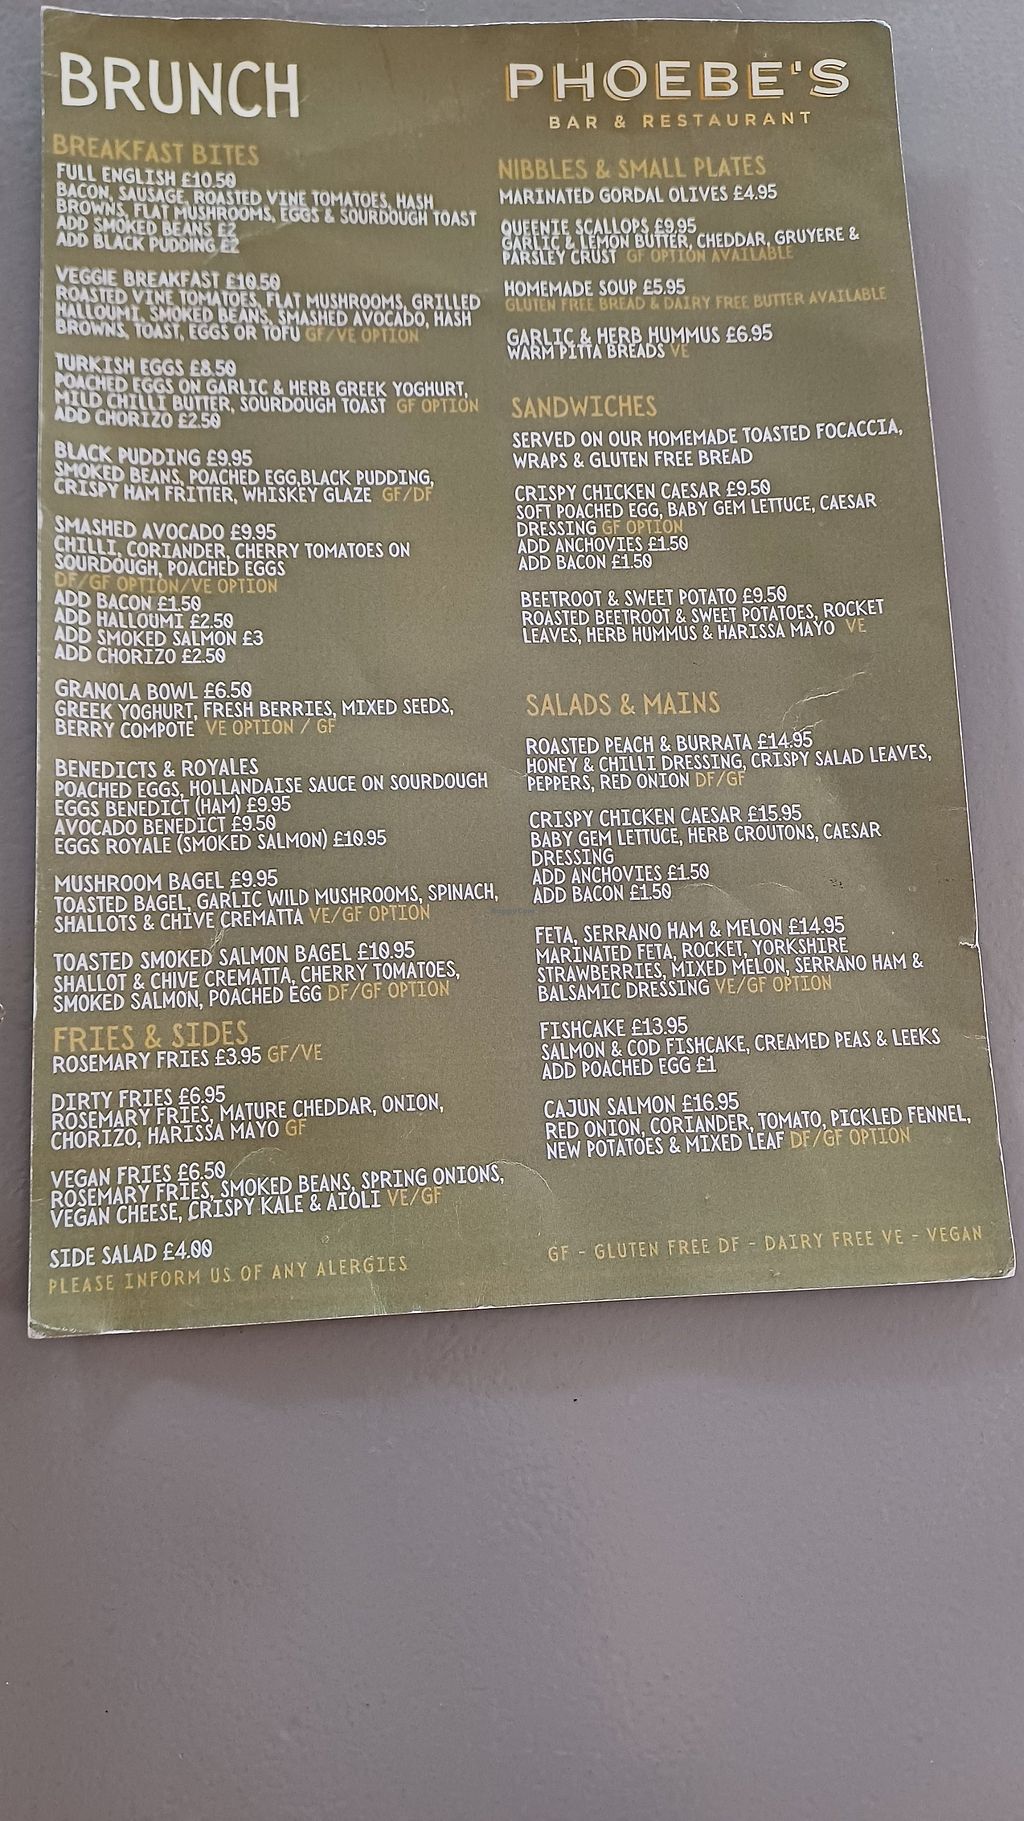 BRUNCH
BREAKFAST BITES
FULL ENGLISH £10.50
BACON, SAUSAGE, ROASTED VINE TOMATOES, HASH
BROWNS, FLAT MUSHROOMS, EGGS & SOURDOUGH TOAST
ADD SMOKED BEANS £2
ADD BLACK PUDDING £2
VEGGIE BREAKFAST £10.50
ROASTED VINE TOMATOES, FLAT MUSHROOMS, GRILLED
HALLOUMI, SMOKED BEANS, SMASHED AVOCADO, HASH
BROWNS, TOAST, EGGS OR TOFU GF/VE OPTION
TURKISH EGGS £8.50
POACHED EGGS ON GARLIC & HERB GREEK YOGHURT,
MILD CHILLI BUTTER, SOURDOUGH TOAST GF OPTION
ADD CHORIZO £2.50
BLACK PUDDING £9.95
SMOKED BEANS, POACHED EGG,BLACK PUDDING,
CRISPY HAM FRITTER, WHISKEY GLAZE GF/DF
SMASHED AVOCADO £9.95
CHILLI, CORIANDER, CHERRY TOMATOES ON
SOURDOUGH, POACHED EGGS
DF/GF OPTION/VE OPTION
ADD BACON £1.50
ADD HALLOUMI £2.50
ADD SMOKED SALMON £3
ADD CHORIZO £2.50
GRANOLA BOWL £6.50
GREEK YOGHURT, FRESH BERRIES, MIXED SEEDS,
BERRY COMPOTE VE OPTION / GF
BENEDICTS & ROYALES
POACHED EGGS, HOLLANDAISE SAUCE ON SOURDOUGH
EGGS BENEDICT (HAM) £9.95
AVOCADO BENEDICT £9.50
EGGS ROYALE (SMOKED SALMON) £10.95
MUSHROOM BAGEL £9.95
TOASTED BAGEL, GARLIC WILD MUSHROOMS, SPINACH,
SHALLOTS & CHIVE CREMATTA VE/GF OPTION
TOASTED SMOKED SALMON BAGEL £10.95
SHALLOT & CHIVE CREMATTA, CHERRY TOMATOES,
SMOKED SALMON, POACHED EGG DF/GF OPTION
FRIES & SIDES
ROSEMARY FRIES £3.95 GF/VE
DIRTY FRIES £6.95
ROSEMARY FRIES, MATURE CHEDDAR, ONION,
CHORIZO, HARISSA MAYO GF
VEGAN FRIES £6.50
ROSEMARY FRIES, SMOKED BEANS, SPRING ONIONS,
VEGAN CHEESE, CRISPY KALE & AIOLI VE/GF
SIDE SALAD £4.00
PLEASE INFORM US OF ANY ALERGIES
PHOEBE'S
BAR & RESTAURANT
NIBBLES & SMALL PLATES
MARINATED GORDAL OLIVES £4.95
QUEENIE SCALLOPS £9.95
GARLIC & LEMON BUTTER, CHEDDAR, GRUYERE &
PARSLEY CRUST GF OPTION AVAILABLE
HOMEMADE SOUP £5.95
GLUTEN FREE BREAD & DAIRY FREE BUTTER AVAILABLE
GARLIC & HERB HUMMUS £6.95
WARM PITTA BREADS VE
SANDWICHES
SERVED ON OUR HOMEMADE TOASTED FOCACCIA,
WRAPS & GLUTEN FREE BREAD
CRISPY CHICKEN CAESAR £9.50
SOFT POACHED EGG, BABY GEM LETTUCE, CAESAR
DRESSING GF OPTION
ADD ANCHOVIES £1.50
ADD BACON £1.50
BEETROOT & SWEET POTATO £9.50
ROASTED BEETROOT & SWEET POTATOES, ROCKET
LEAVES, HERB HUMMUS & HARISSA MAYO VE
SALADS & MAINS
ROASTED PEACH & BURRATA £14.95
HONEY & CHILLI DRESSING, CRISPY SALAD LEAVES,
PEPPERS, RED ONION DF/GF
CRISPY CHICKEN CAESAR £15.95
BABY GEM LETTUCE, HERB CROUTONS, CAESAR
DRESSING
ADD ANCHOVIES £1.50
ADD BACON £1.50
FETA, SERRANO HAM & MELON £14.95
MARINATED FETA, ROCKET, YORKSHIRE
STRAWBERRIES, MIXED MELON, SERRANO HAM &
BALSAMIC DRESSING VE/GF OPTION
FISHCAKE £13.95
SALMON & COD FISHCAKE, CREAMED PEAS & LEEKS
ADD POACHED EGG £1
CAJUN SALMON £16.95
RED ONION, CORIANDER, TOMATO, PICKLED FENNEL,
NEW POTATOES & MIXED LEAF DF/GF OPTION
GF - GLUTEN FREE DF - DAIRY FREE VE - VEGAN